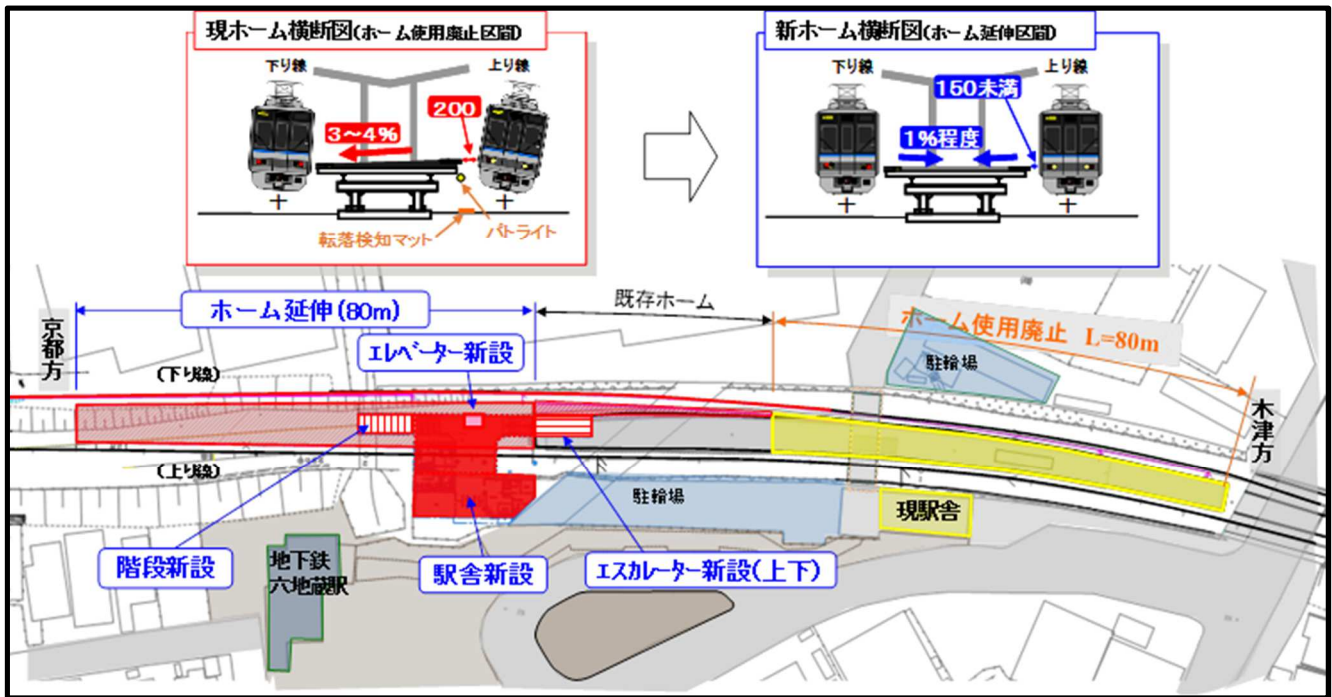 現ホーム横断図(ホーム使用廃止区間)
下り線
上り線
200
3～4%
転落検知マット
パトライト
新ホーム横断図(ホーム延伸区間)
下り線
上り線
150未満
1%程度
ホーム延伸(80m)
既存ホーム
ホーム使用廃止 L=80m
京都方
エレベーター新設
駐輪場
(下り線)
木津方
(上り線)
駐輪場
現駅舎
階段新設
地下鉄
六地蔵駅
駅舎新設
エスカレーター新設(上下)